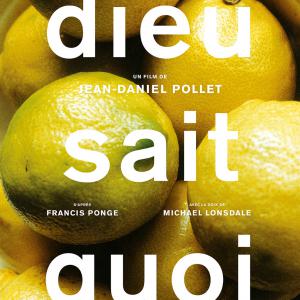 dieu
UN FILM DE
JEAN-DANIEL POLLET
sait
D'APRÈS
AVEC LA VOIX DE
FRANCIS PONGE
MICHAEL LONSDALE
quoi